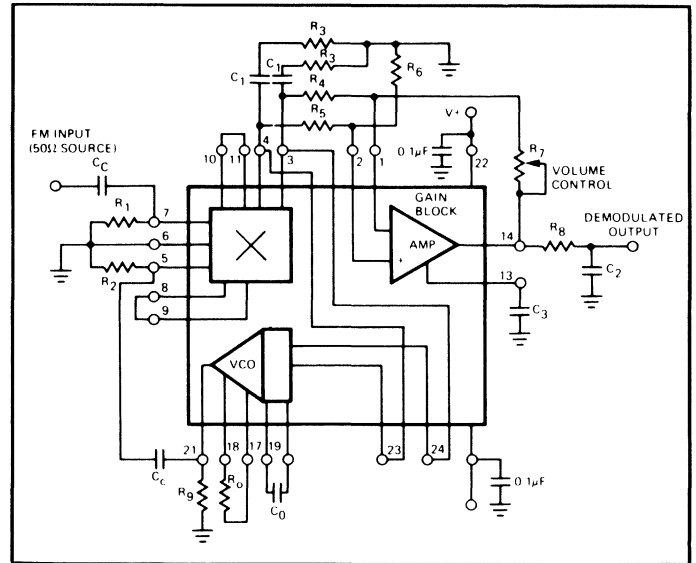 R3
R3
C1
C1
R4
R6
R5
V+
FM INPUT
(50Ω SOURCE)
CC
10
11
4
3
2
1
0 1µF
22
R7
VOLUME
CONTROL
R1
7
6
5
R2
8
9
GAIN
BLOCK
AMP
+
14
R8
DEMODULATED
OUTPUT
C2
13
C3
VCO
21
18
17
19
23
24
Cc
R9
Ro
C0
0 1µF